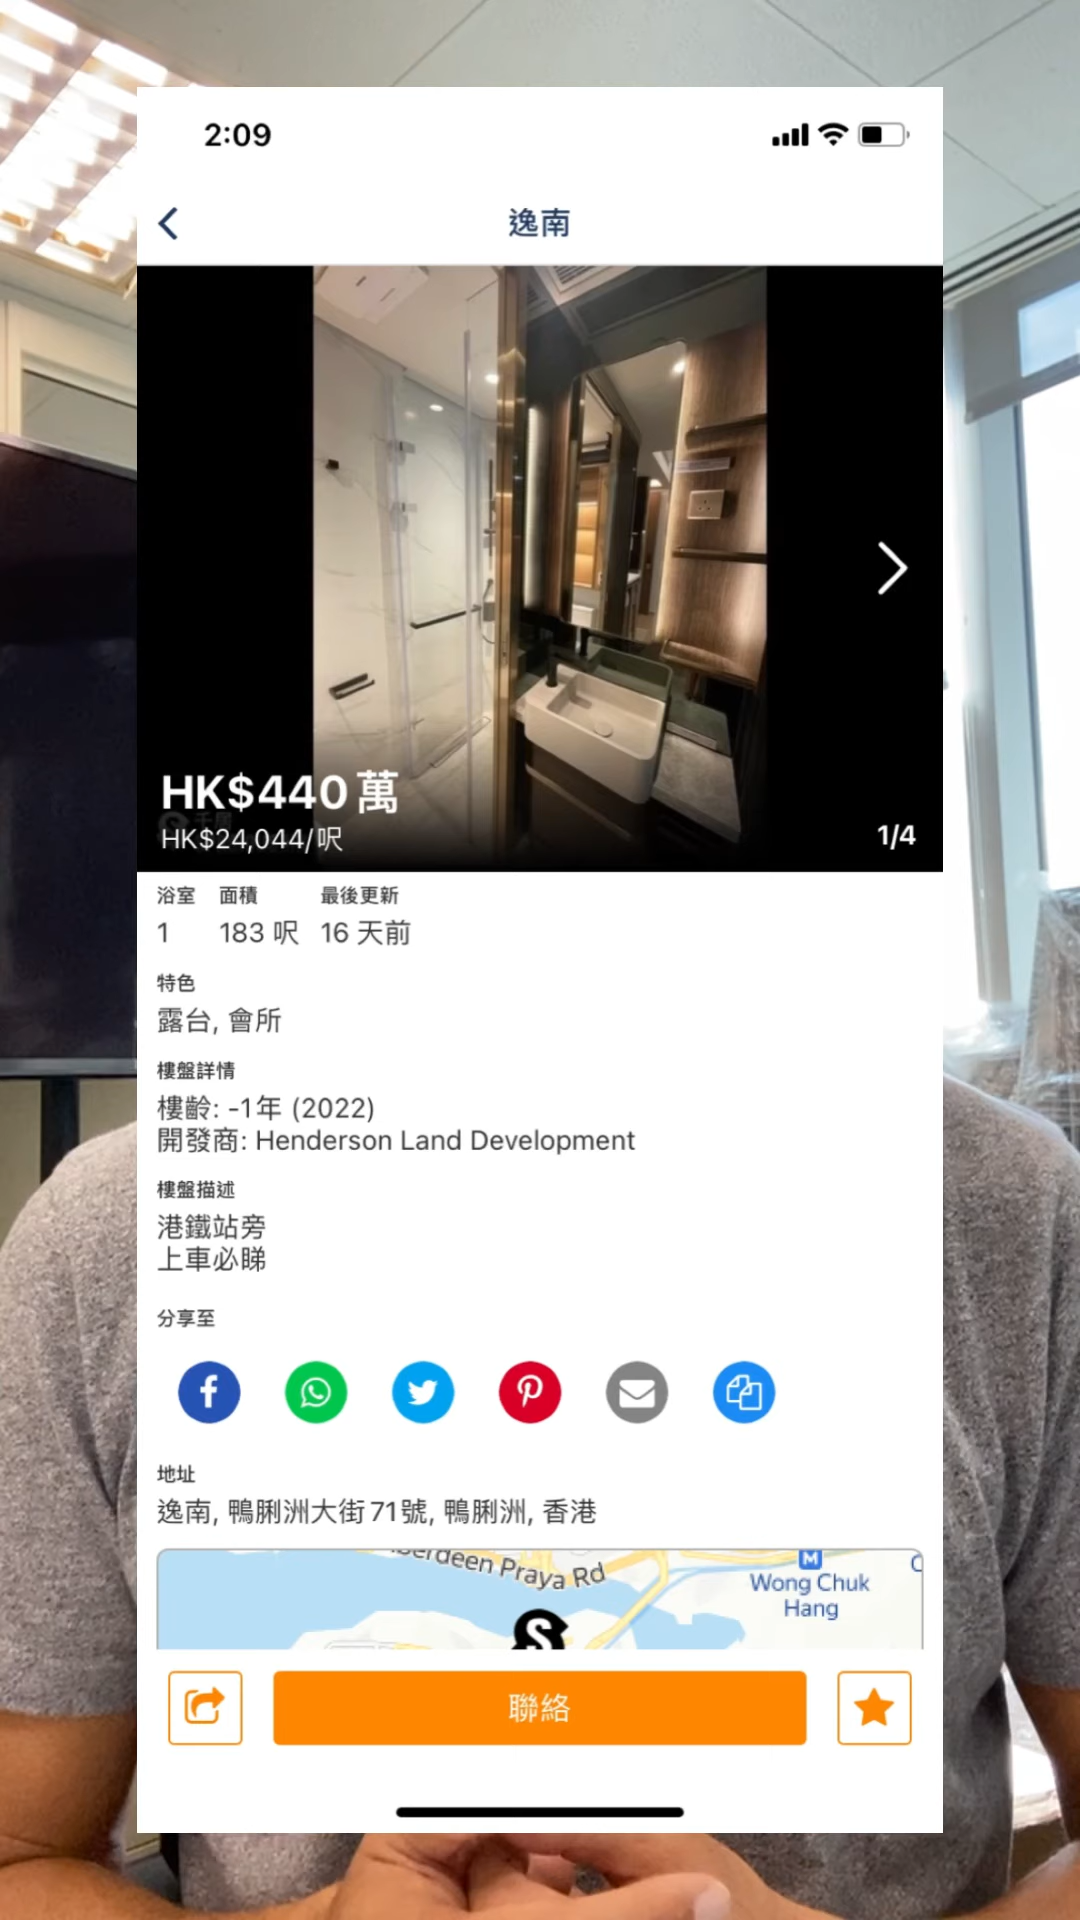 2:09
逸南
HK$440萬
HK$24,044/呎
1/4
浴室 面積 最後更新
1 183 呎 16 天前
特色
露台, 會所
樓盤詳情
樓齡: -1年 (2022)
開發商: Henderson Land Development
樓盤描述
港鐵站旁
上車必睇
分享至
地址
逸南, 鴨脷洲大街71號, 鴨脷洲, 香港
Praya Rd
Wong Chuk
Hang
聯絡